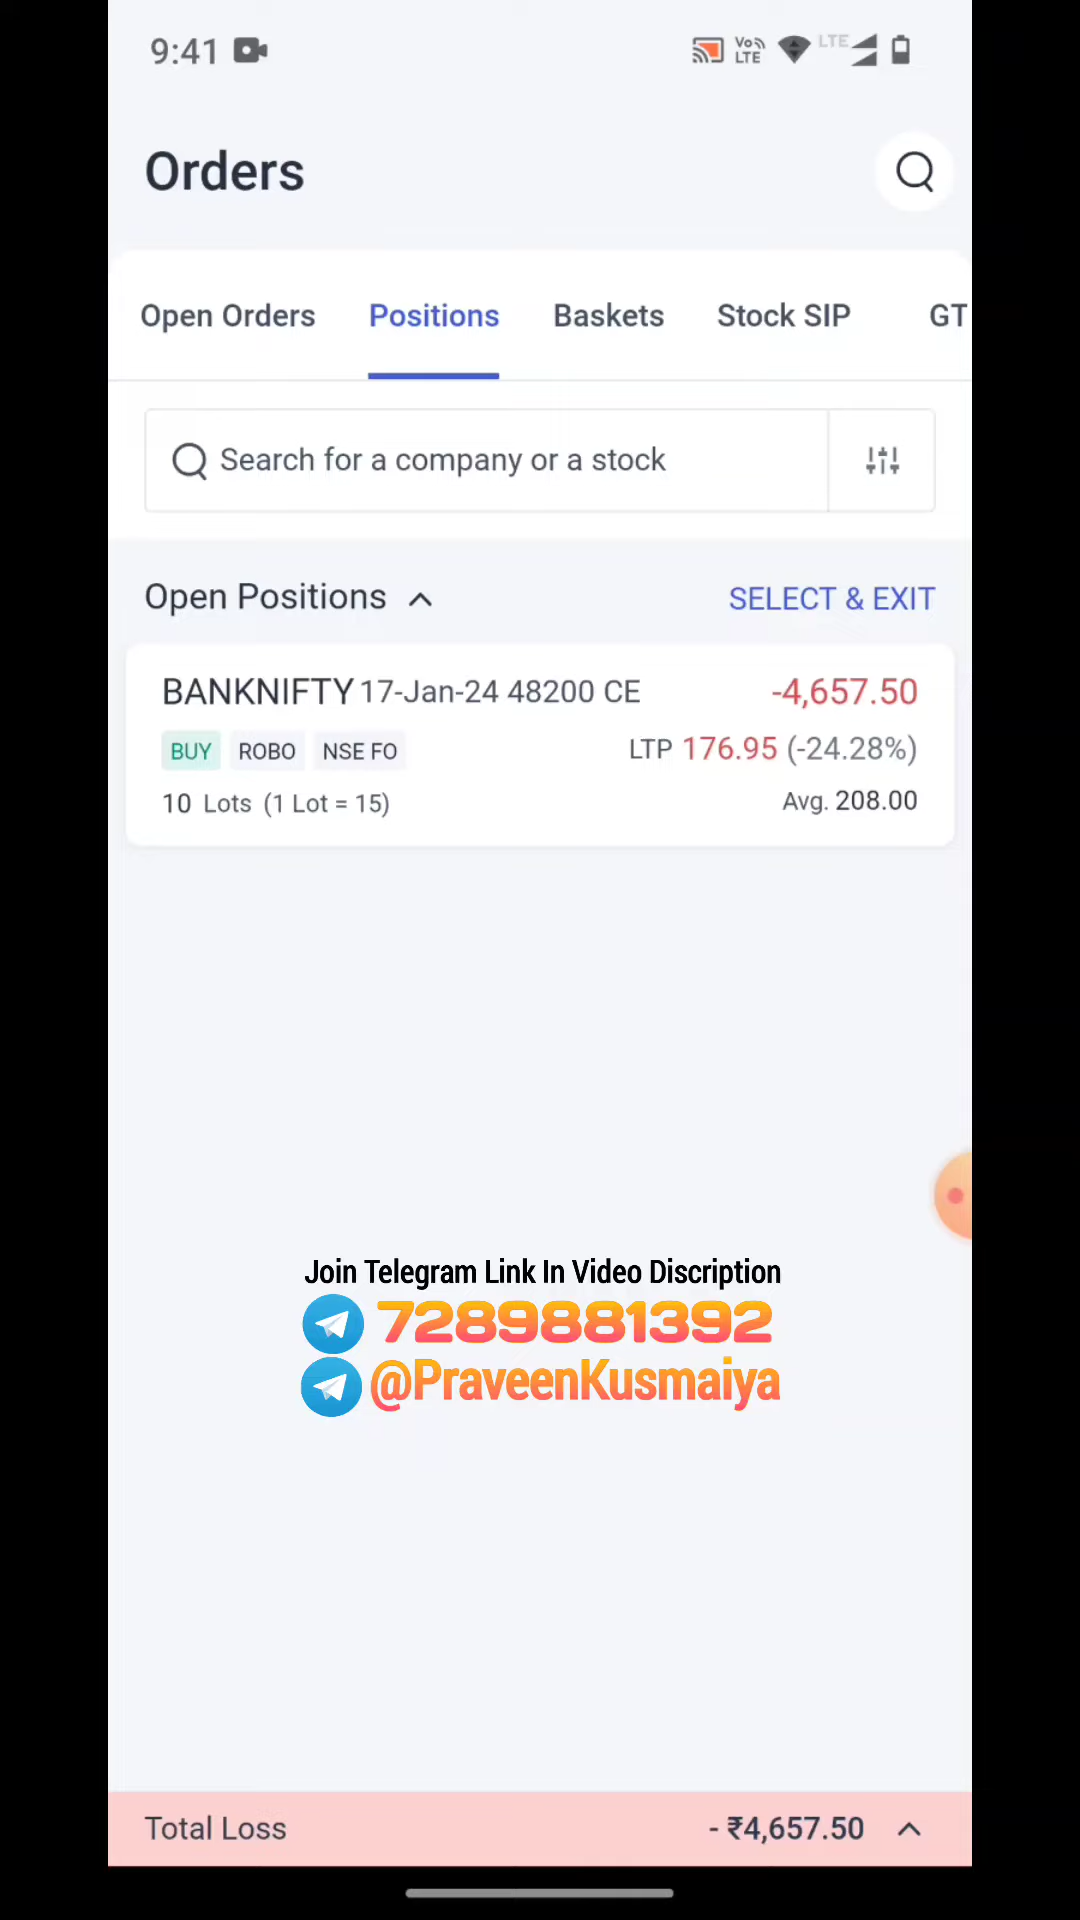 9:41 Vo LTE LTE
Orders
Open Orders Positions Baskets Stock SIP GT
Search for a company or a stock
Open Positions SELECT & EXIT
BANKNIFTY 17-Jan-24 48200 CE -4,657.50
BUY ROBO NSE FO LTP 176.95 (-24.28%)
10 Lots (1 Lot = 15) Avg. 208.00
Join Telegram Link In Video Discription
7289881392
@PraveenKusmaiya
Total Loss - ₹4,657.50